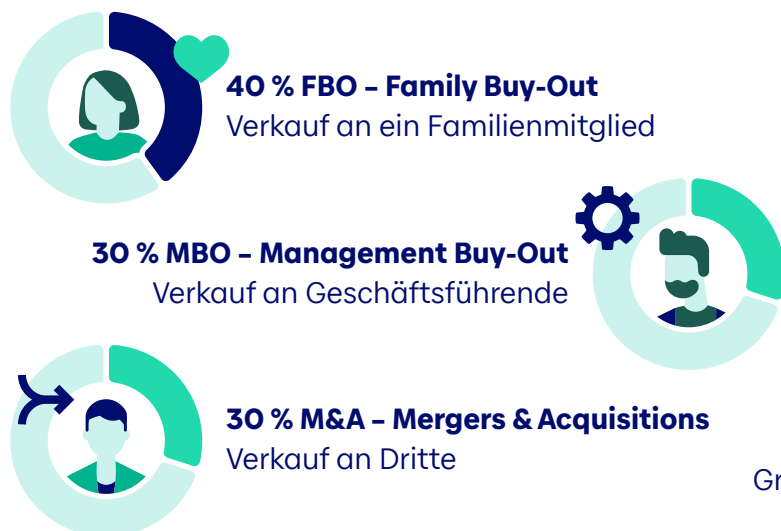 40 % FBO – Family Buy-Out
Verkauf an ein Familienmitglied
30 % MBO – Management Buy-Out
Verkauf an Geschäftsführende
30 % M&A – Mergers & Acquisitions
Verkauf an Dritte